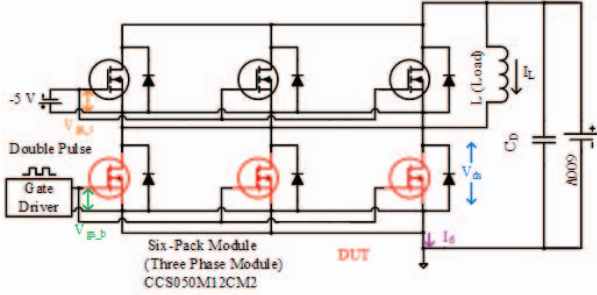 -5 V
V_gs_t
L (Load)
I_L
C_D
600V
Double Pulse
Gate
Driver
V_gs_b
V_ds
Six-Pack Module
(Three Phase Module)
CCS050M12CM2
DUT
I_d